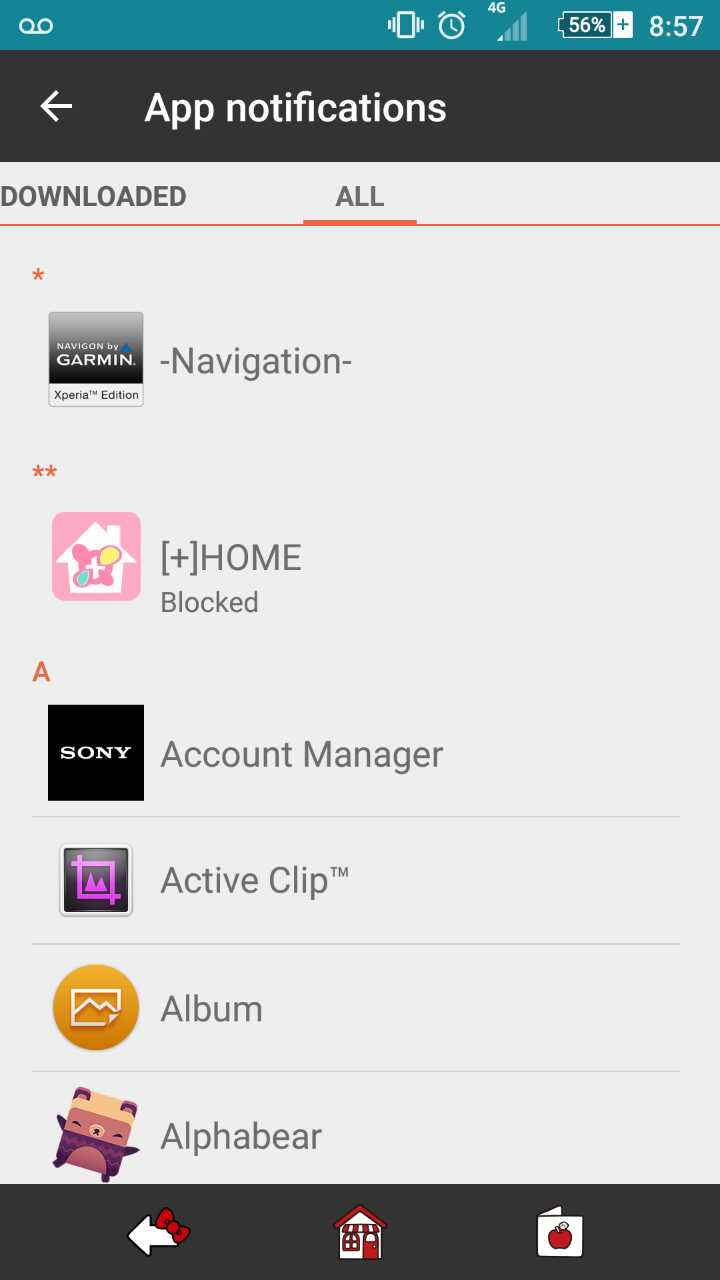 4G
56%
8:57
App notifications
DOWNLOADED
ALL
*
NAVIGON by
GARMIN.
Xperia™ Edition
-Navigation-
**
[+]HOME
Blocked
A
SONY
Account Manager
Active Clip™
Album
Alphabear